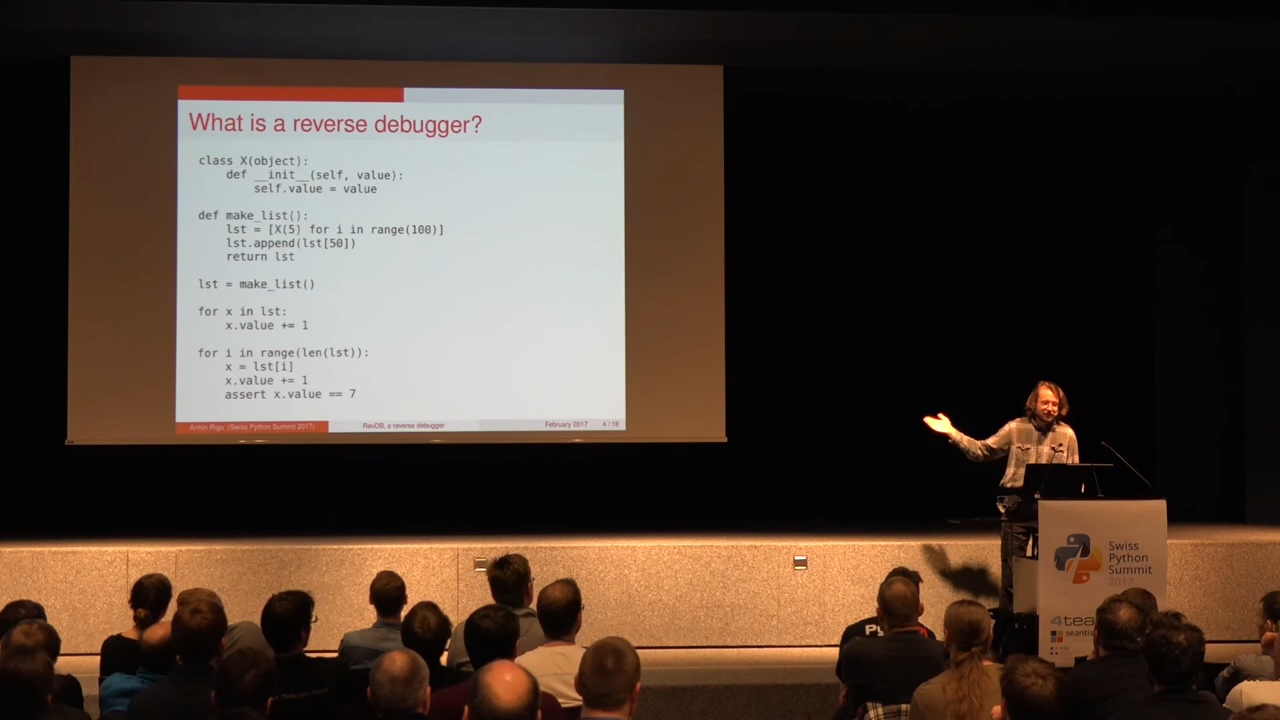 What is a reverse debugger?
class X(object):
    def __init__(self, value):
        self.value = value
def make_list():
    lst = [X(5) for i in range(100)]
    lst.append(lst[50])
    return lst
lst = make_list()
for x in lst:
    x.value += 1
for i in range(len(lst)):
    x = lst[i]
    x.value += 1
    assert x.value == 7
Armin Rigo (Swiss Python Summit 2017) RevDB, a reverse debugger February 2017 4 / 18
Swiss
Python
Summit
2017
4tea
seantis